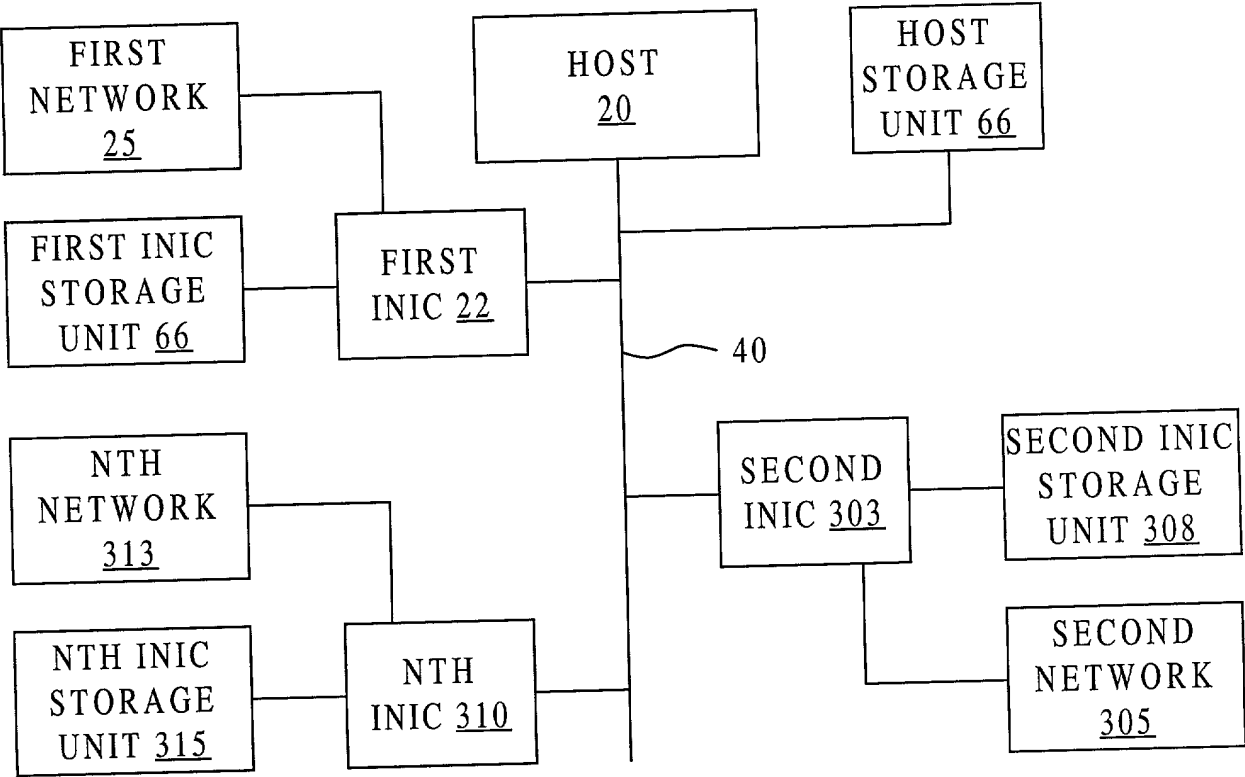 FIRST
NETWORK
25
HOST
20
HOST
STORAGE
UNIT 66
FIRST INIC
STORAGE
UNIT 66
FIRST
INIC 22
40
NTH
NETWORK
313
SECOND
INIC 303
SECOND INIC
STORAGE
UNIT 308
NTH INIC
STORAGE
UNIT 315
NTH
INIC 310
SECOND
NETWORK
305